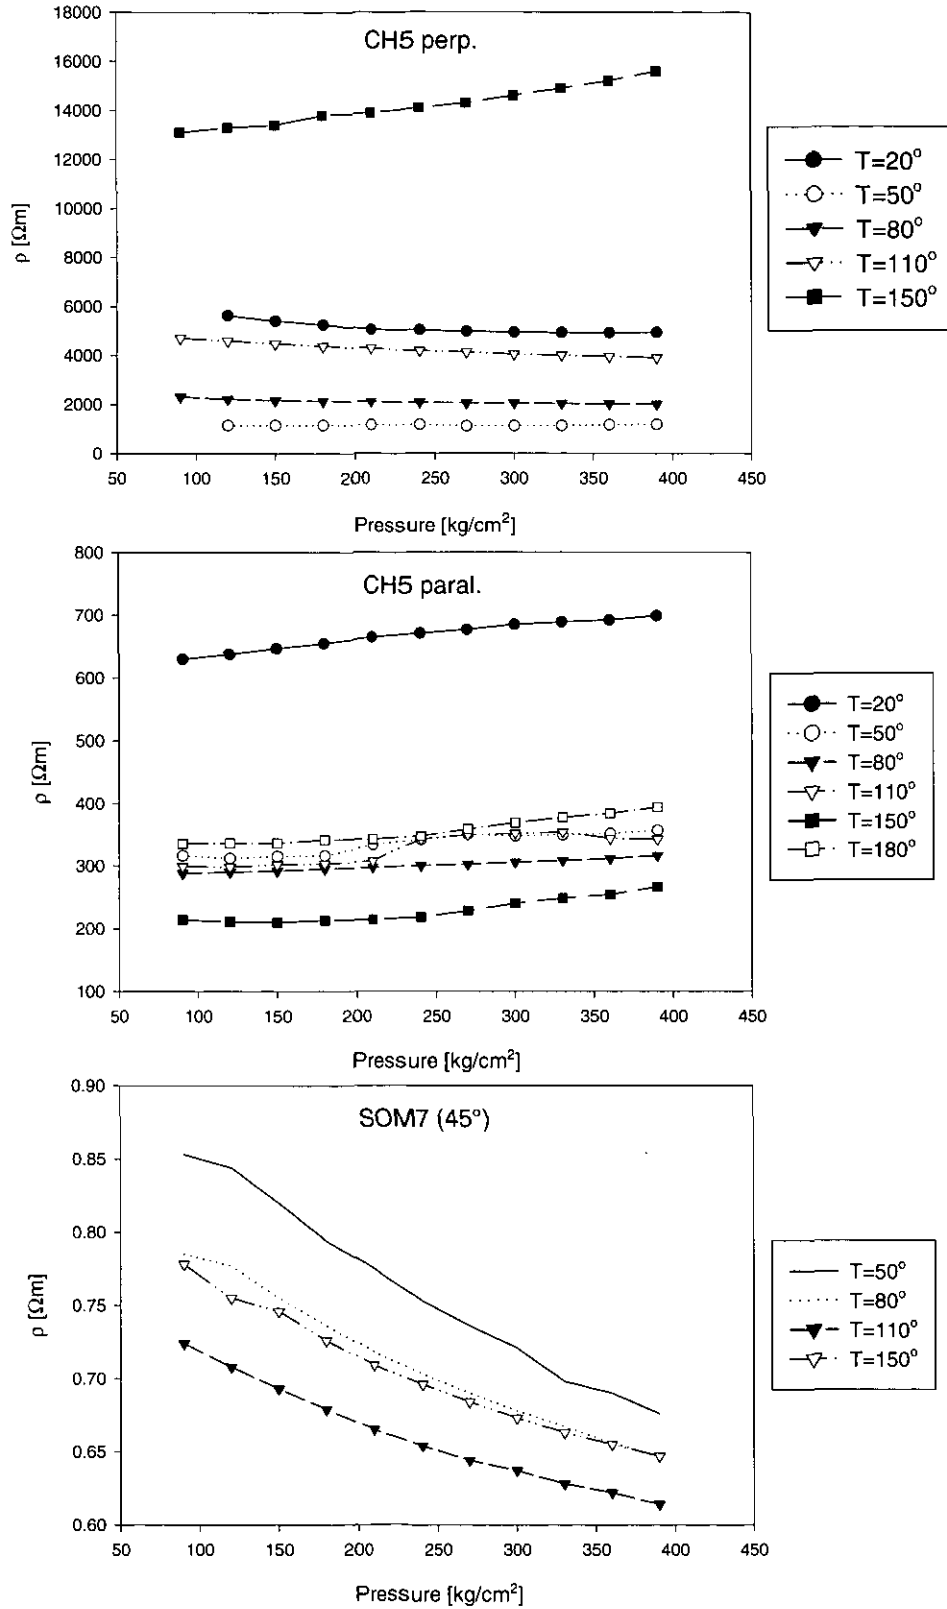 CH5 perp.
18000
16000
14000
12000
10000
8000
6000
4000
2000
0
ρ [Ωm]
50 100 150 200 250 300 350 400 450
Pressure [kg/cm²]
T=20°
T=50°
T=80°
T=110°
T=150°
CH5 paral.
800
700
600
500
400
300
200
100
ρ [Ωm]
50 100 150 200 250 300 350 400 450
Pressure [kg/cm²]
T=20°
T=50°
T=80°
T=110°
T=150°
T=180°
SOM7 (45°)
0.90
0.85
0.80
0.75
0.70
0.65
0.60
ρ [Ωm]
50 100 150 200 250 300 350 400 450
Pressure [kg/cm²]
T=50°
T=80°
T=110°
T=150°